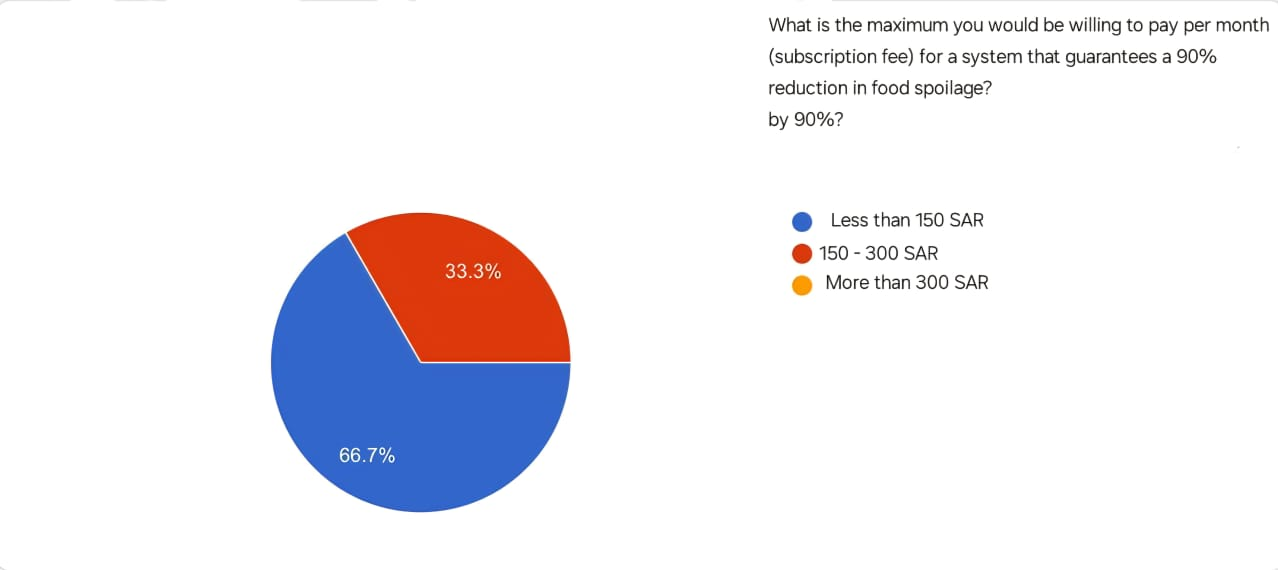 What is the maximum you would be willing to pay per month
(subscription fee) for a system that guarantees a 90%
reduction in food spoilage?
by 90%?
Less than 150 SAR
150 - 300 SAR
More than 300 SAR
33.3%
66.7%